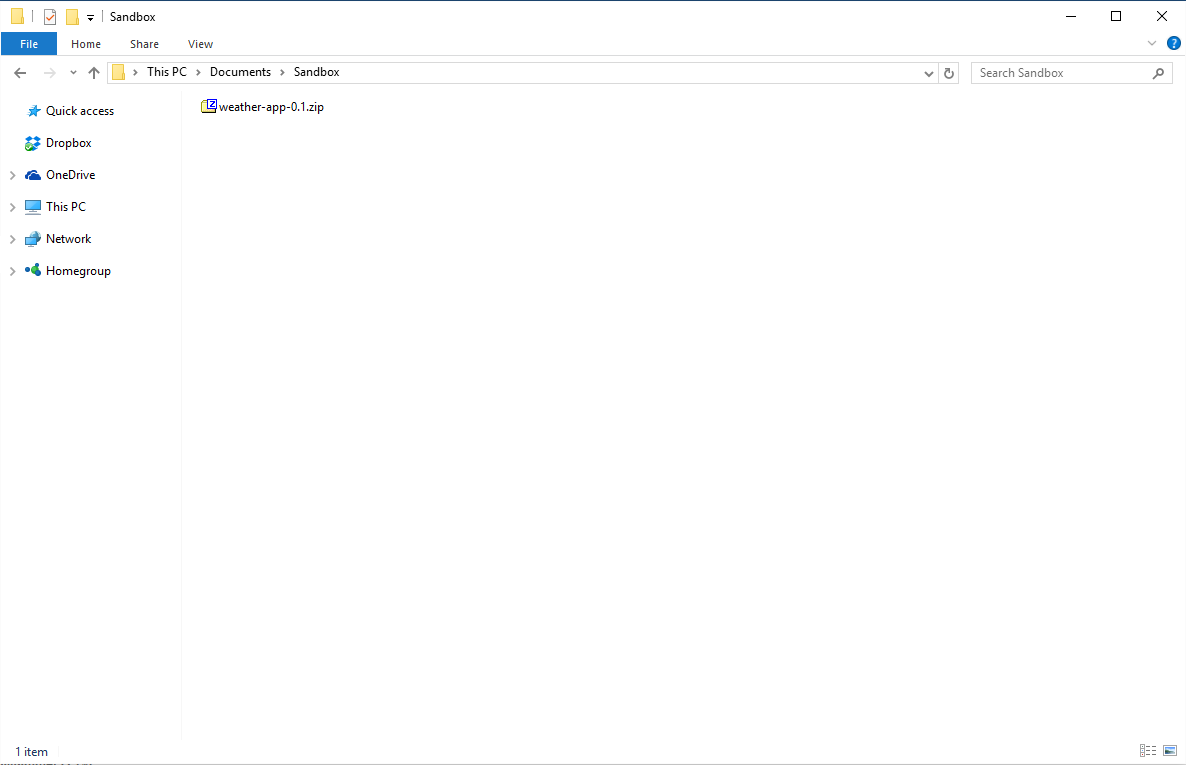 Sandbox
File Home Share View
?
This PC Documents Sandbox
Search Sandbox
Quick access
Dropbox
OneDrive
This PC
Network
Homegroup
Z weather-app-0.1.zip
1 item